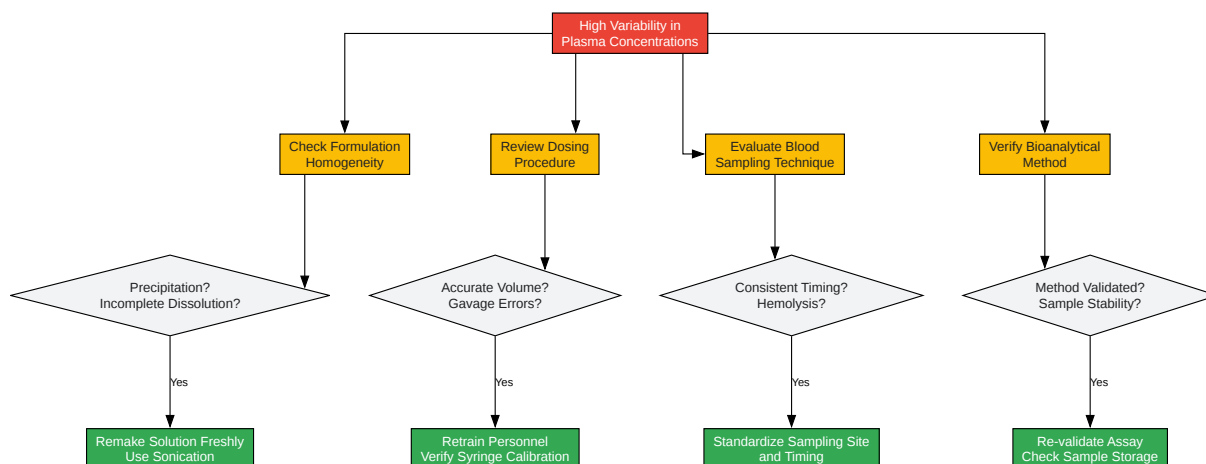 High Variability in
Plasma Concentrations
Check Formulation
Homogeneity
Review Dosing
Procedure
Evaluate Blood
Sampling Technique
Verify Bioanalytical
Method
Precipitation?
Incomplete Dissolution?
Accurate Volume?
Gavage Errors?
Consistent Timing?
Hemolysis?
Method Validated?
Sample Stability?
Yes
Yes
Yes
Yes
Remake Solution Freshly
Use Sonication
Retrain Personnel
Verify Syringe Calibration
Standardize Sampling Site
and Timing
Re-validate Assay
Check Sample Storage